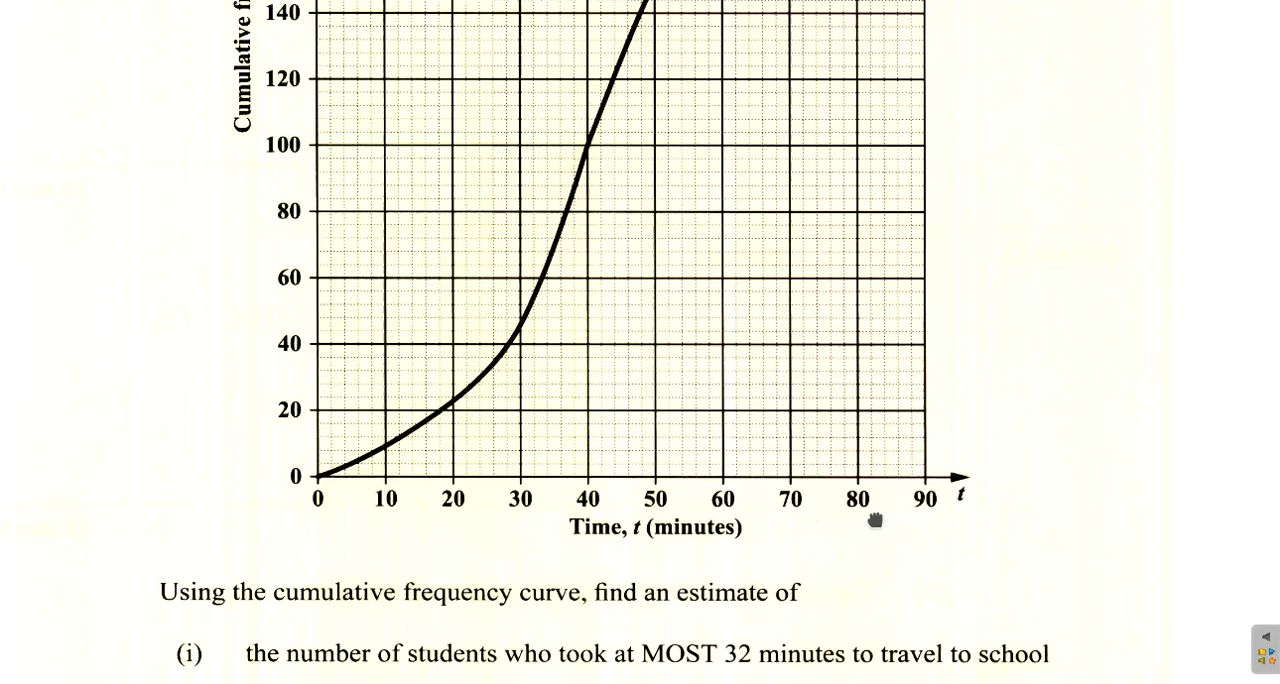 140
Cumulative
120
100
80
60
40
20
0
0 10 20 30 40 50 60 70 80 90 t
Time, t (minutes)
Using the cumulative frequency curve, find an estimate of
(i) the number of students who took at MOST 32 minutes to travel to school